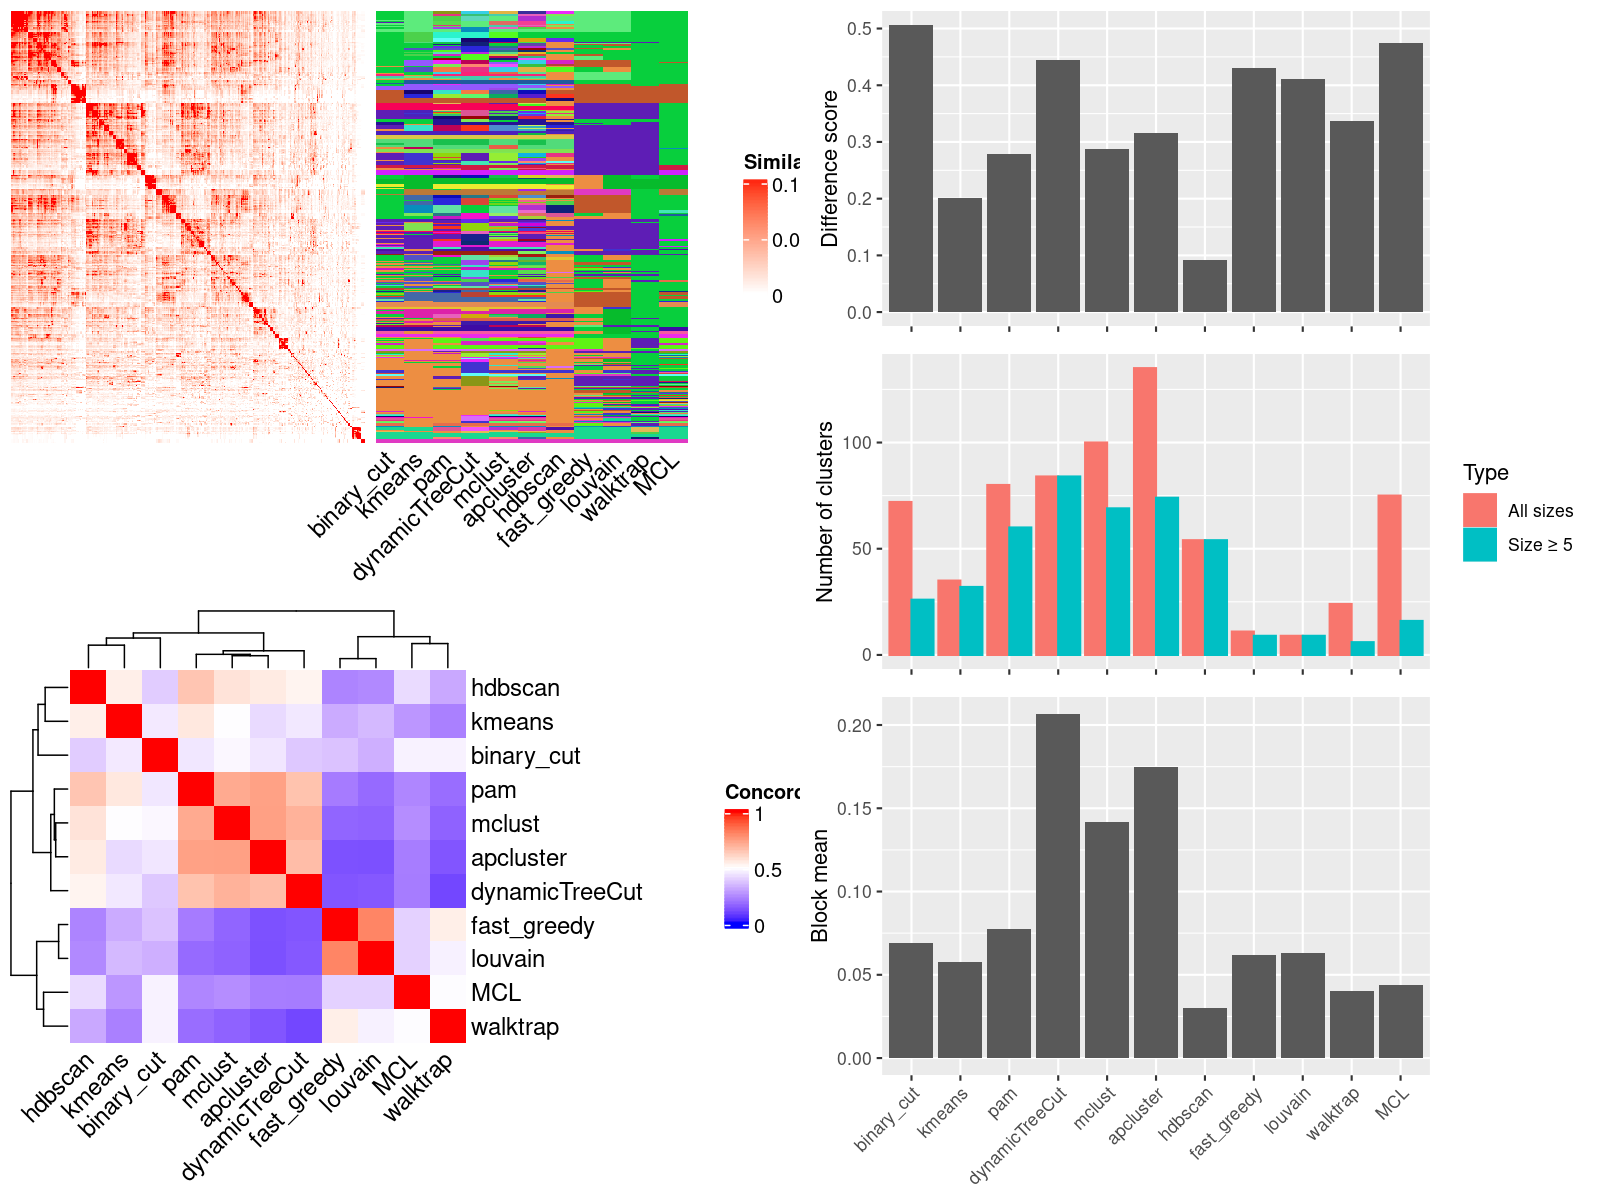 Simila
0.1
0.0
0
binary_cut
kmeans
pam
dynamicTreeCut
mclust
apcluster
hdbscan
fast_greedy
louvain
walktrap
MCL
hdbscan
kmeans
binary_cut
pam
mclust
apcluster
dynamicTreeCut
fast_greedy
louvain
MCL
walktrap
hdbscan
kmeans
binary_cut
pam
mclust
apcluster
dynamicTreeCut
fast_greedy
louvain
MCL
walktrap
Concord
1
0.5
0
Difference score
0.5
0.4
0.3
0.2
0.1
0.0
Number of clusters
100
50
0
Type
All sizes
Size ≥ 5
Block mean
0.20
0.15
0.10
0.05
0.00
binary_cut
kmeans
pam
dynamicTreeCut
mclust
apcluster
hdbscan
fast_greedy
louvain
walktrap
MCL